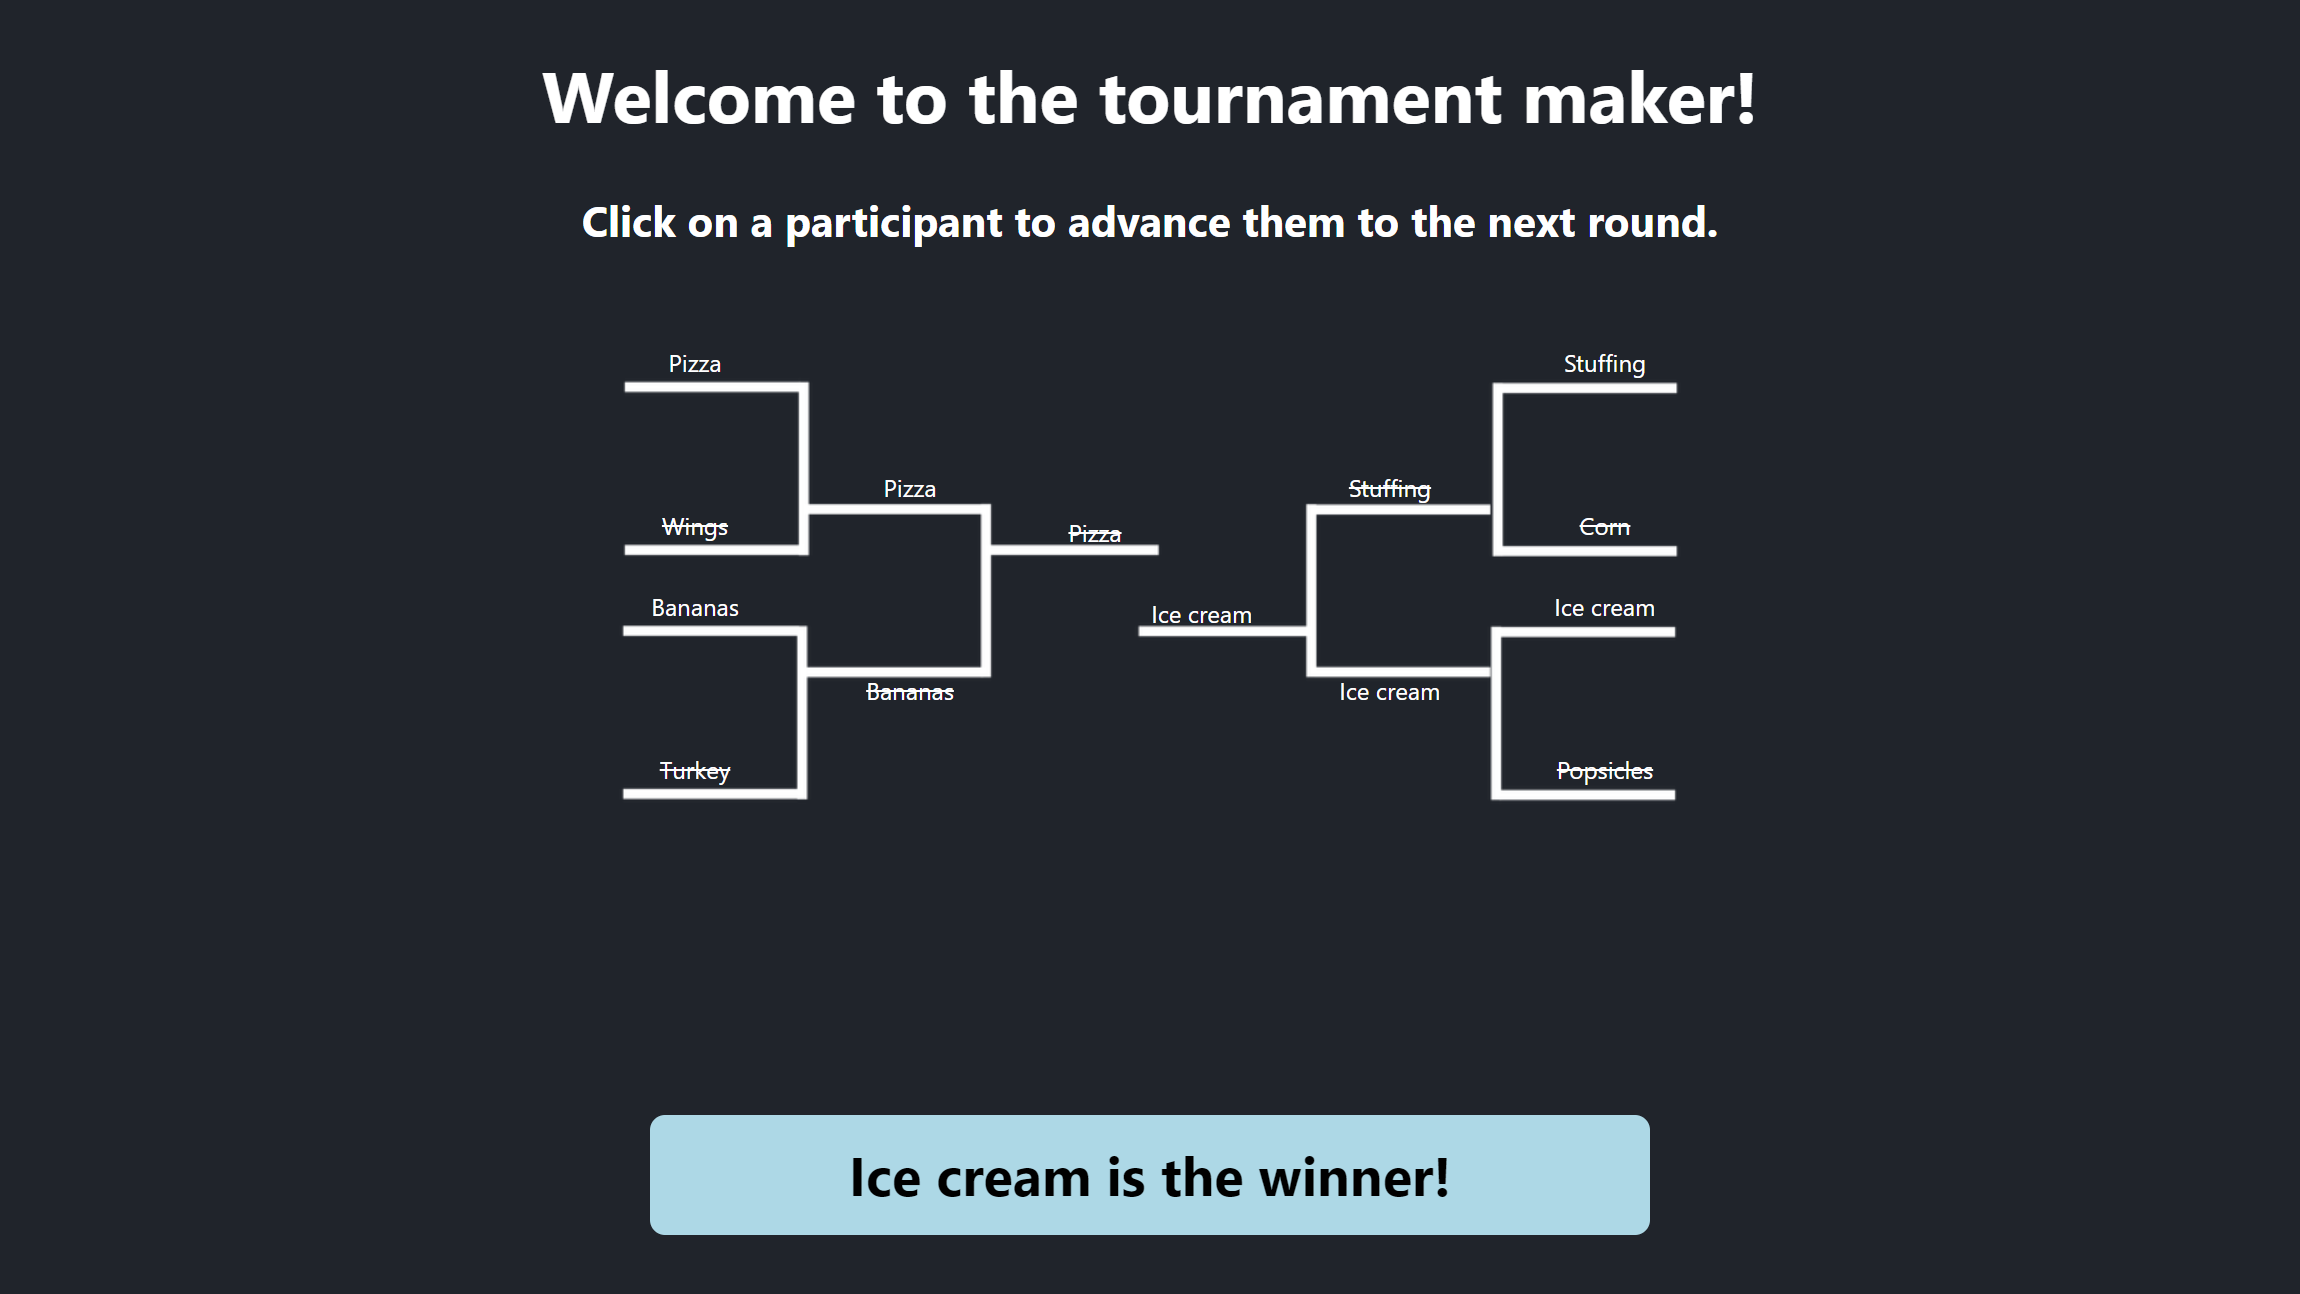 Welcome to the tournament maker!
Click on a participant to advance them to the next round.
Pizza
Stuffing
Pizza
Stuffing
Wings
Pizza
Corn
Bananas
Ice cream
Ice cream
Bananas
Ice cream
Turkey
Popsicles
Ice cream is the winner!